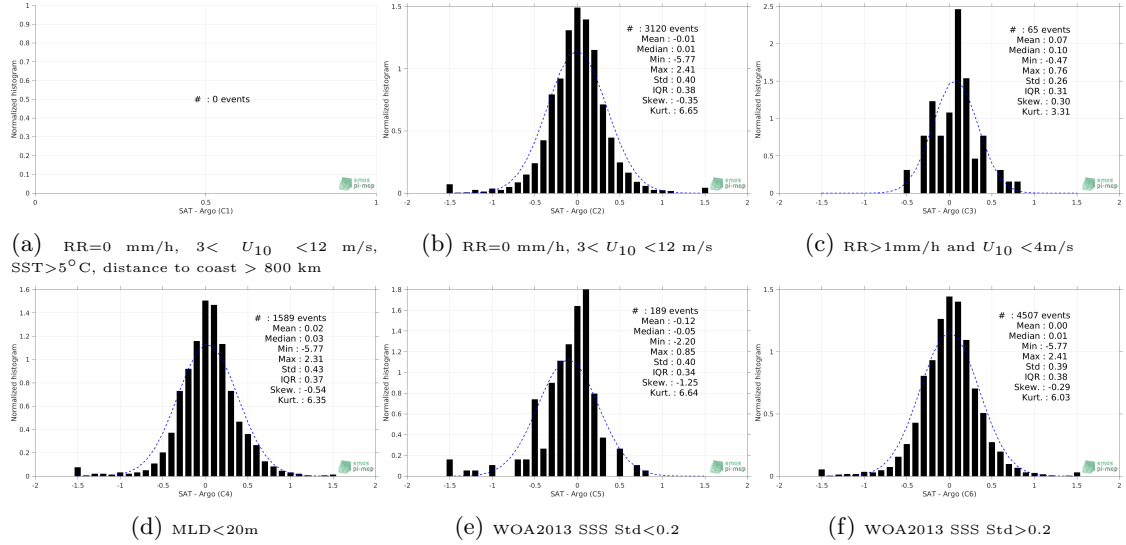 1
0.9
0.8
0.7
0.6
0.5
0.4
0.3
0.2
0.1
0
Normalized histogram
# : 0 events
smos
pi-mep
0 0.5 1
SAT - Argo (C1)
1.5
1
0.5
0
Normalized histogram
# : 3120 events
Mean : -0.01
Median : 0.01
Min : -5.77
Max : 2.41
Std : 0.40
IQR : 0.38
Skew. : -0.35
Kurt. : 6.65
smos
pi-mep
-2 -1.5 -1 -0.5 0 0.5 1 1.5 2
SAT - Argo (C2)
2.5
2
1.5
1
0.5
0
Normalized histogram
# : 65 events
Mean : 0.07
Median : 0.10
Min : -0.47
Max : 0.76
Std : 0.26
IQR : 0.31
Skew. : 0.30
Kurt. : 3.31
smos
pi-mep
-2 -1.5 -1 -0.5 0 0.5 1 1.5 2
SAT - Argo (C3)
(a) RR=0 mm/h, 3< U10 <12 m/s,
SST>5°C, distance to coast > 800 km
(b) RR=0 mm/h, 3< U10 <12 m/s
(c) RR>1mm/h and U10 <4m/s
1.6
1.4
1.2
1
0.8
0.6
0.4
0.2
0
Normalized histogram
# : 1589 events
Mean : 0.02
Median : 0.03
Min : -5.77
Max : 2.31
Std : 0.43
IQR : 0.37
Skew. : -0.54
Kurt. : 6.35
smos
pi-mep
-2 -1.5 -1 -0.5 0 0.5 1 1.5 2
SAT - Argo (C4)
1.8
1.6
1.4
1.2
1
0.8
0.6
0.4
0.2
0
Normalized histogram
# : 189 events
Mean : -0.12
Median : -0.05
Min : -2.20
Max : 0.85
Std : 0.40
IQR : 0.34
Skew. : -1.25
Kurt. : 6.64
smos
pi-mep
-2 -1.5 -1 -0.5 0 0.5 1 1.5 2
SAT - Argo (C5)
1.5
1
0.5
0
Normalized histogram
# : 4507 events
Mean : 0.00
Median : 0.01
Min : -5.77
Max : 2.41
Std : 0.39
IQR : 0.38
Skew. : -0.29
Kurt. : 6.03
smos
pi-mep
-2 -1.5 -1 -0.5 0 0.5 1 1.5 2
SAT - Argo (C6)
(d) MLD<20m
(e) WOA2013 SSS Std<0.2
(f) WOA2013 SSS Std>0.2